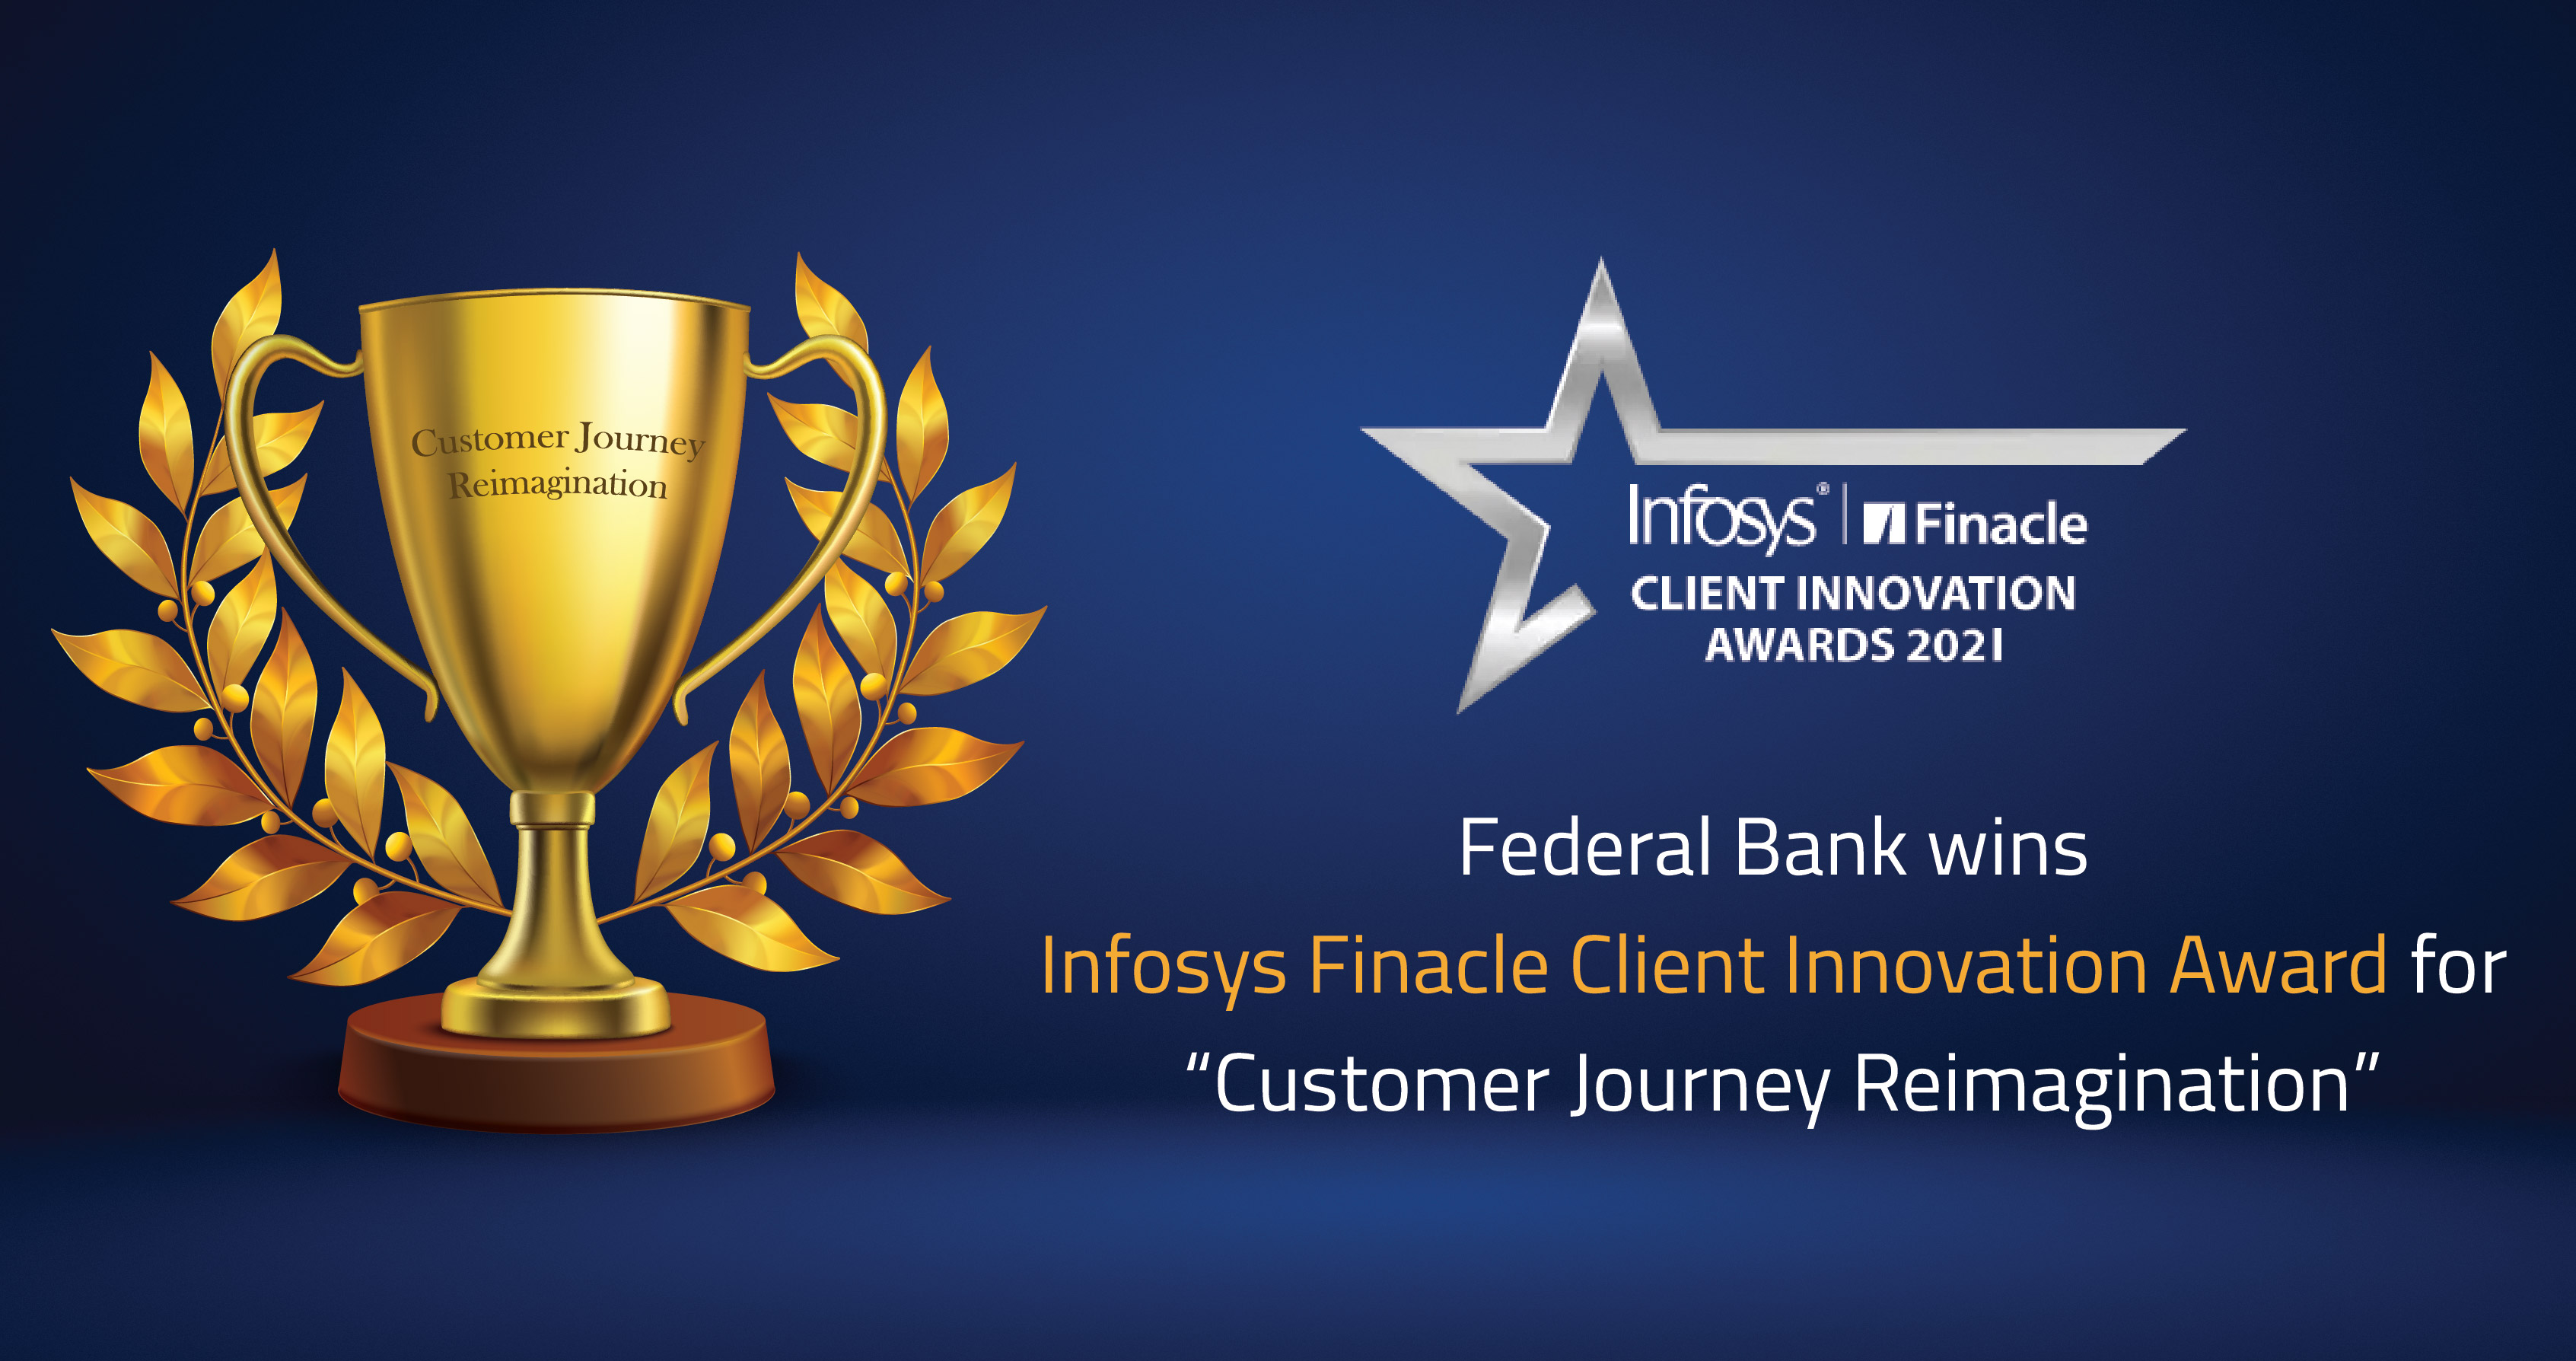 Customer Journey
Reimagination
Infosys® | Finacle
CLIENT INNOVATION
AWARDS 2021
Federal Bank wins
Infosys Finacle Client Innovation Award for
“Customer Journey Reimagination”